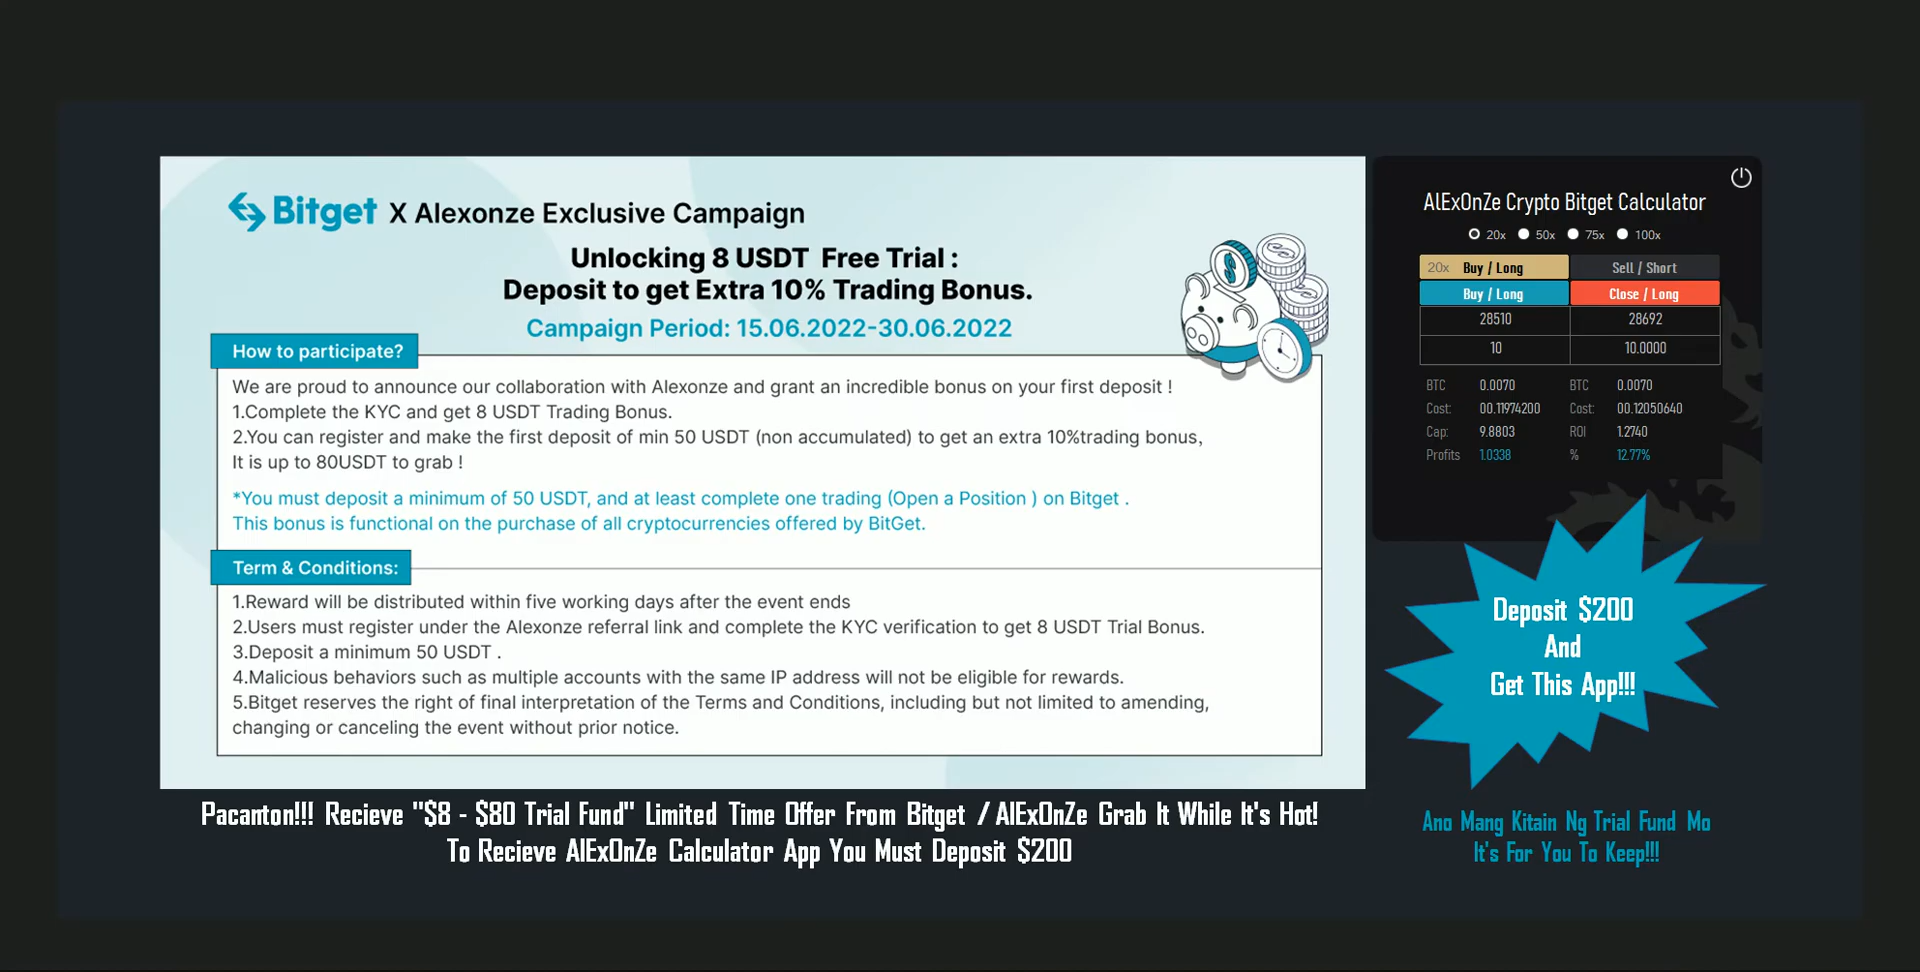 Bitget X Alexonze Exclusive Campaign
Unlocking 8 USDT Free Trial :
Deposit to get Extra 10% Trading Bonus.
Campaign Period: 15.06.2022-30.06.2022
How to participate?
We are proud to announce our collaboration with Alexonze and grant an incredible bonus on your first deposit !
1.Complete the KYC and get 8 USDT Trading Bonus.
2.You can register and make the first deposit of min 50 USDT (non accumulated) to get an extra 10%trading bonus,
It is up to 80USDT to grab !
*You must deposit a minimum of 50 USDT, and at least complete one trading (Open a Position ) on Bitget .
This bonus is functional on the purchase of all cryptocurrencies offered by BitGet.
Term & Conditions:
1.Reward will be distributed within five working days after the event ends
2.Users must register under the Alexonze referral link and complete the KYC verification to get 8 USDT Trial Bonus.
3.Deposit a minimum 50 USDT .
4.Malicious behaviors such as multiple accounts with the same IP address will not be eligible for rewards.
5.Bitget reserves the right of final interpretation of the Terms and Conditions, including but not limited to amending,
changing or canceling the event without prior notice.
Pacanton!!! Recieve "$8 - $80 Trial Fund" Limited Time Offer From Bitget / AlExOnZe Grab It While It's Hot!
To Recieve AlExOnZe Calculator App You Must Deposit $200
AlExOnZe Crypto Bitget Calculator
20x 50x 75x 100x
20x Buy / Long Sell / Short
Buy / Long Close / Long
28510 28692
10 10.0000
BTC 0.0070 BTC 0.0070
Cost: 00.11974200 Cost: 00.12050640
Cap: 9.8803 ROI 1.2740
Profits 1.0338 % 12.77%
Deposit $200
And
Get This App!!!
Ano Mang Kitain Ng Trial Fund Mo
It's For You To Keep!!!